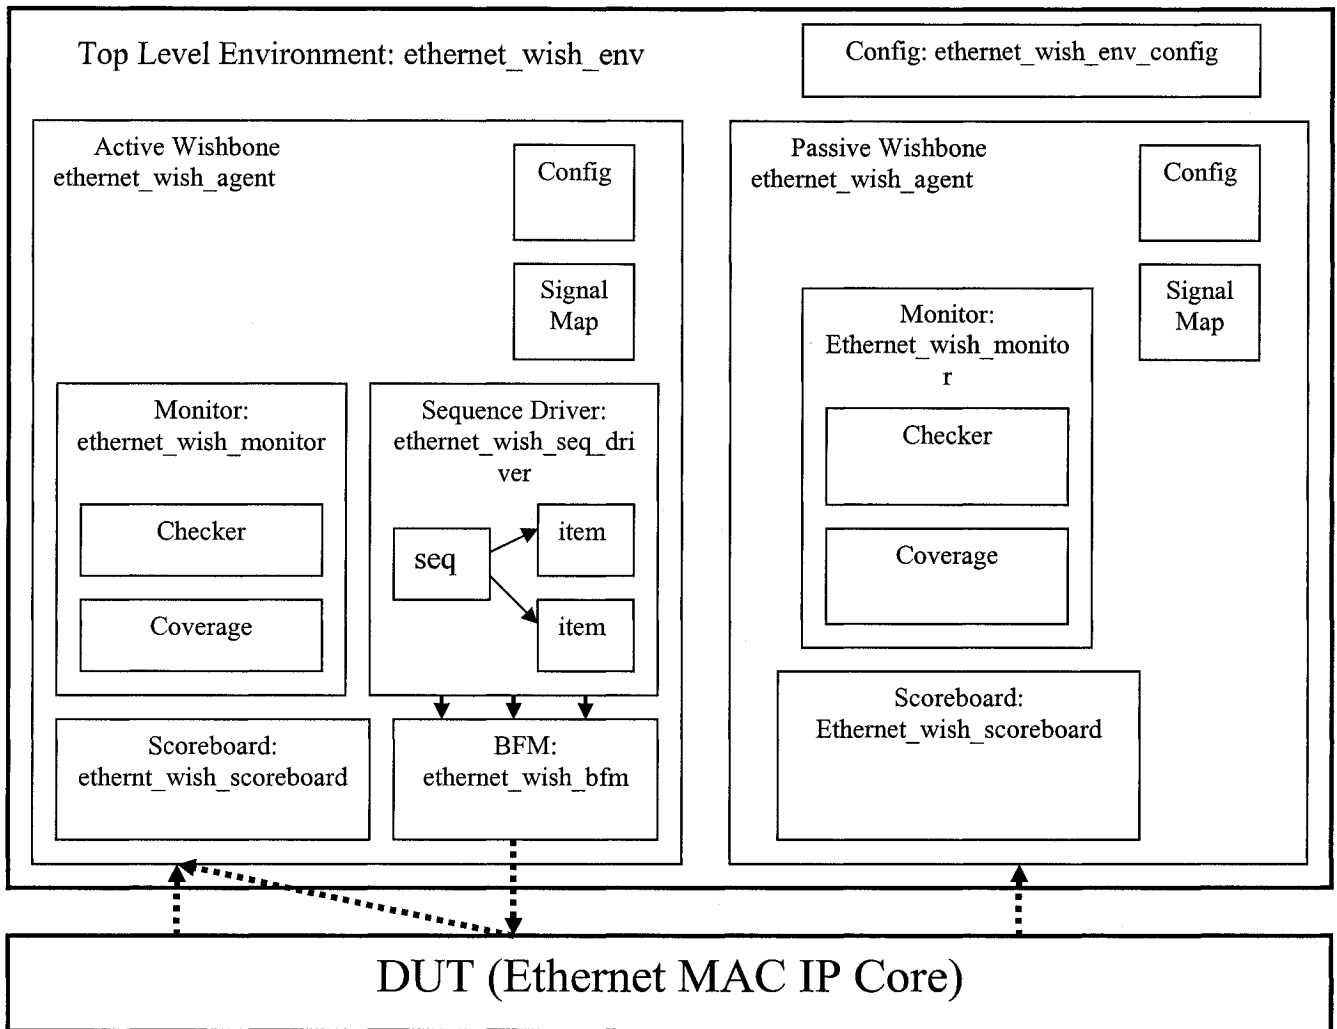 Top Level Environment: ethernet_wish_env
Config: ethernet_wish_env_config
Active Wishbone
ethernet_wish_agent
Config
Signal
Map
Monitor:
ethernet_wish_monitor
Checker
Coverage
Sequence Driver:
ethernet_wish_seq_dri
ver
seq
item
item
Scoreboard:
ethernt_wish_scoreboard
BFM:
ethernet_wish_bfm
Passive Wishbone
ethernet_wish_agent
Config
Signal
Map
Monitor:
Ethernet_wish_monito
r
Checker
Coverage
Scoreboard:
Ethernet_wish_scoreboard
DUT (Ethernet MAC IP Core)